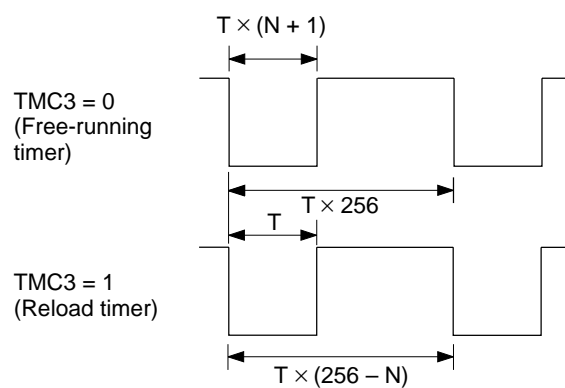 T × (N + 1)
TMC3 = 0
(Free-running
timer)
T × 256
T
TMC3 = 1
(Reload timer)
T × (256 – N)